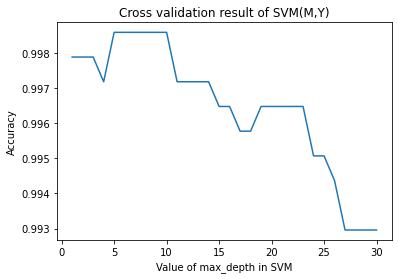 Cross validation result of SVM(M,Y)
0.998
0.997
0.996
0.995
0.994
0.993
Accuracy
0 5 10 15 20 25 30
Value of max_depth in SVM